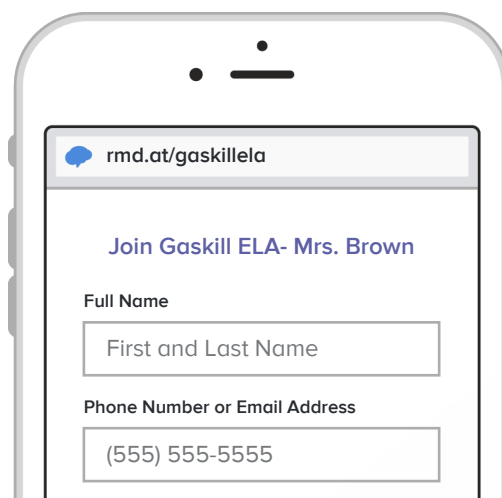 rmd.at/gaskillela
Join Gaskill ELA- Mrs. Brown
Full Name
First and Last Name
Phone Number or Email Address
(555) 555-5555